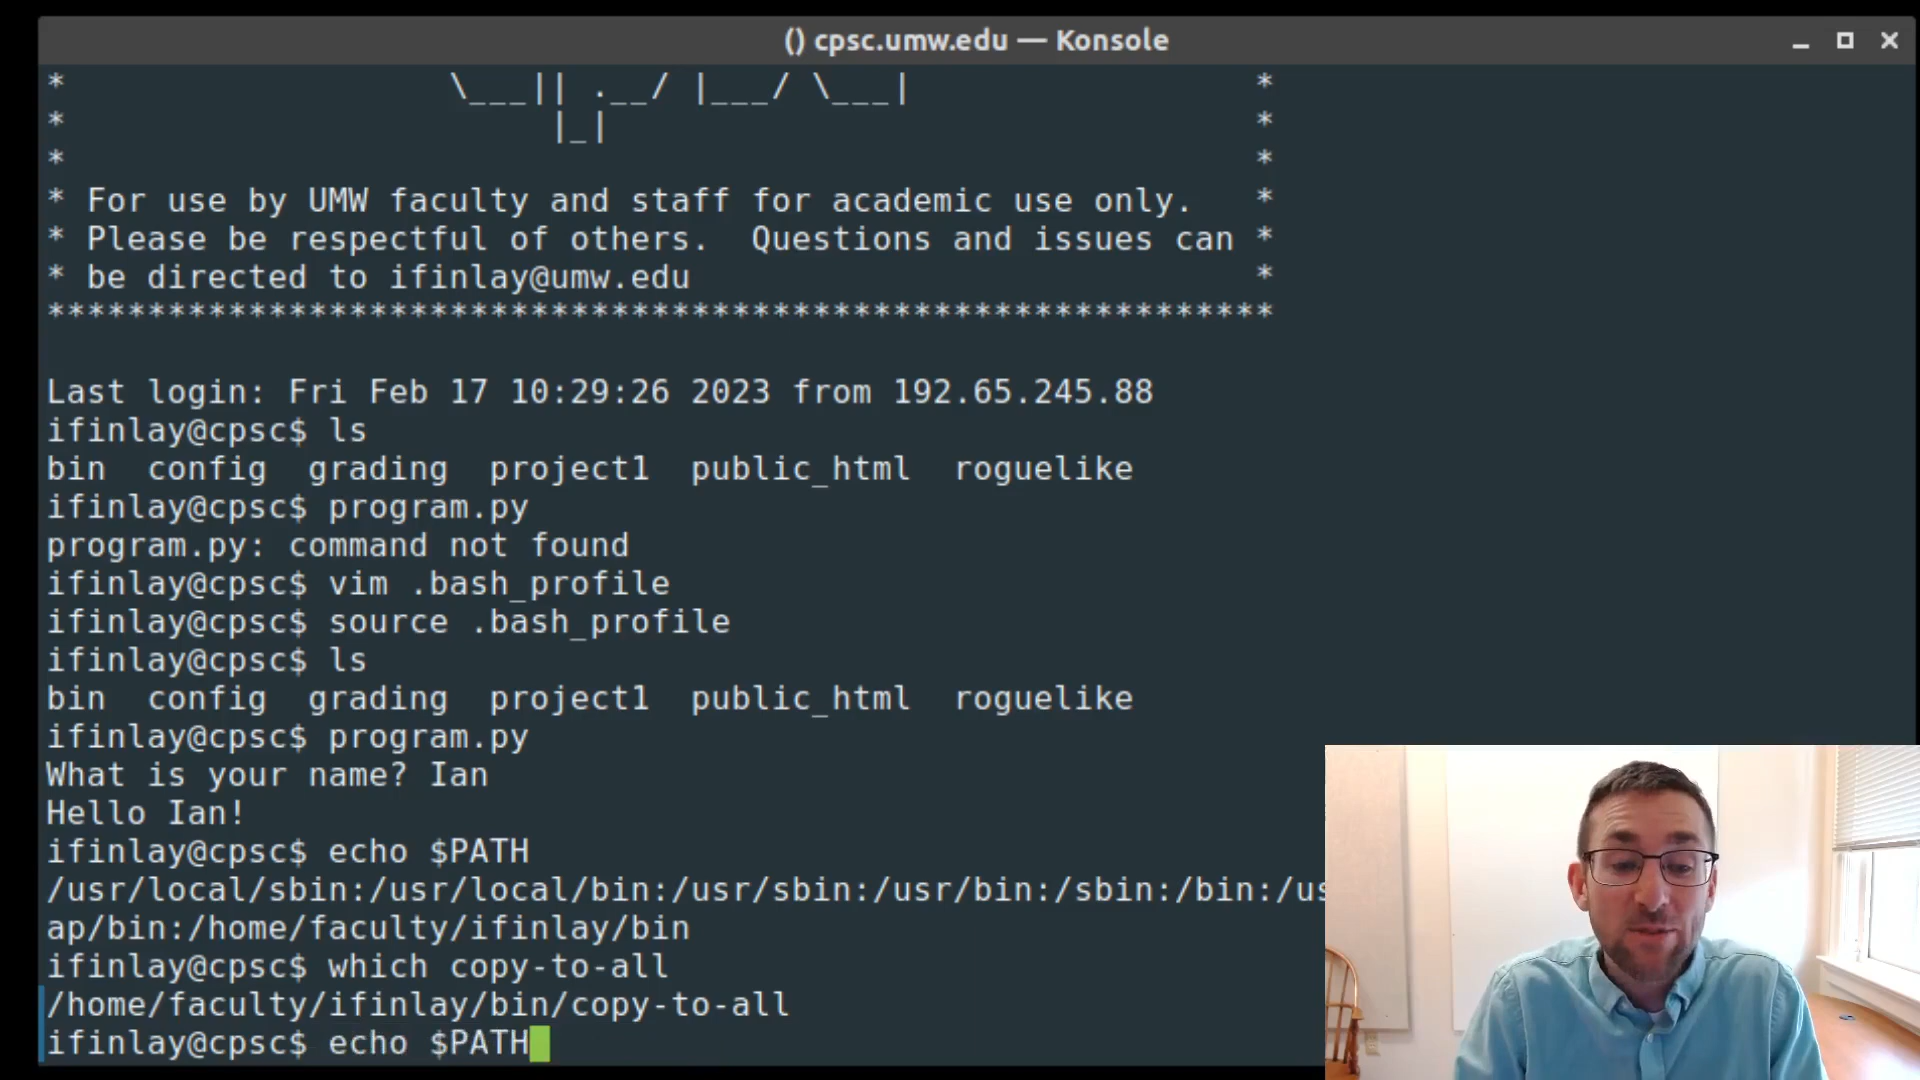 () cpsc.umw.edu — Konsole
* \___|| .__/ |___/ \___| *
* |_| *
* *
* For use by UMW faculty and staff for academic use only. *
* Please be respectful of others.  Questions and issues can *
* be directed to ifinlay@umw.edu *
*************************************************************
Last login: Fri Feb 17 10:29:26 2023 from 192.65.245.88
ifinlay@cpsc$ ls
bin  config  grading  project1  public_html  roguelike
ifinlay@cpsc$ program.py
program.py: command not found
ifinlay@cpsc$ vim .bash_profile
ifinlay@cpsc$ source .bash_profile
ifinlay@cpsc$ ls
bin  config  grading  project1  public_html  roguelike
ifinlay@cpsc$ program.py
What is your name? Ian
Hello Ian!
ifinlay@cpsc$ echo $PATH
/usr/local/sbin:/usr/local/bin:/usr/sbin:/usr/bin:/sbin:/bin:/us
ap/bin:/home/faculty/ifinlay/bin
ifinlay@cpsc$ which copy-to-all
/home/faculty/ifinlay/bin/copy-to-all
ifinlay@cpsc$ echo $PATH